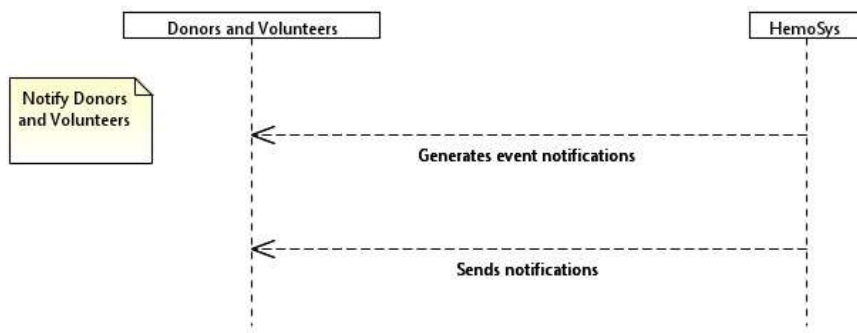 Donors and Volunteers
HemoSys
Notify Donors
and Volunteers
Generates event notifications
Sends notifications